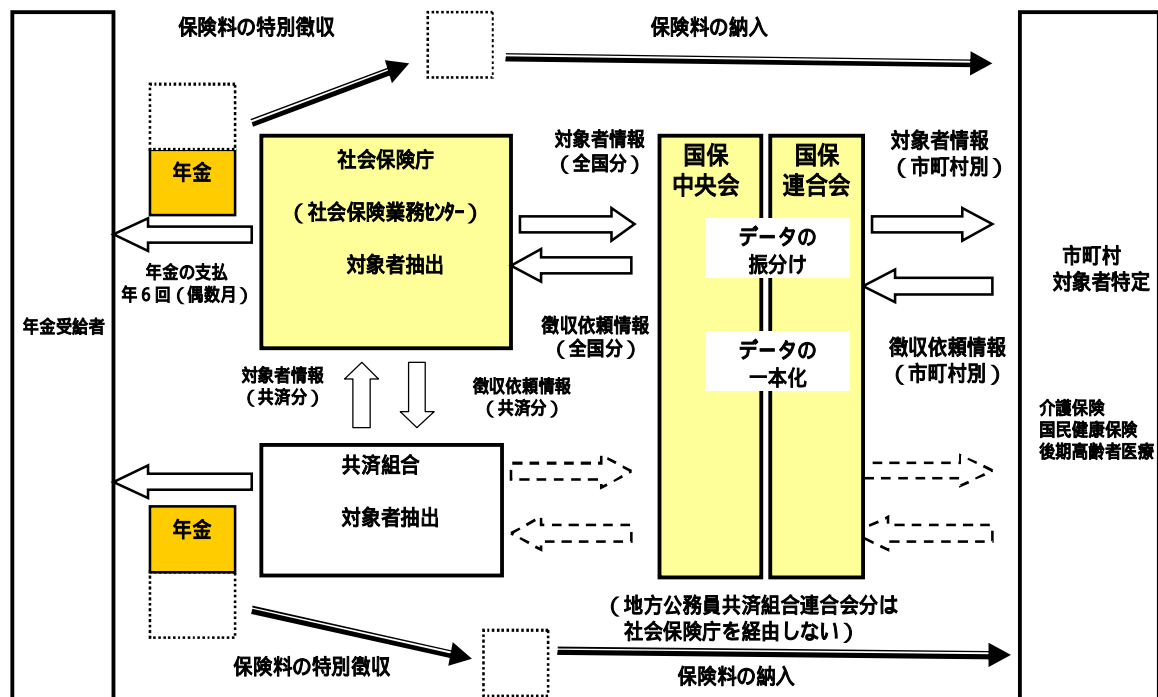 保険料の特別徴収
保険料の納入
年金
社会保険庁
（社会保険業務ｾﾝﾀｰ）
対象者抽出
対象者情報
（全国分）
国保
中央会
国保
連合会
対象者情報
（市町村別）
データの
振分け
年金の支払
年６回（偶数月）
年金受給者
市町村
対象者特定
徴収依頼情報
（全国分）
データの
一本化
徴収依頼情報
（市町村別）
対象者情報
（共済分）
徴収依頼情報
（共済分）
介護保険
国民健康保険
後期高齢者医療
共済組合
対象者抽出
年金
（地方公務員共済組合連合会分は
社会保険庁を経由しない）
保険料の特別徴収
保険料の納入